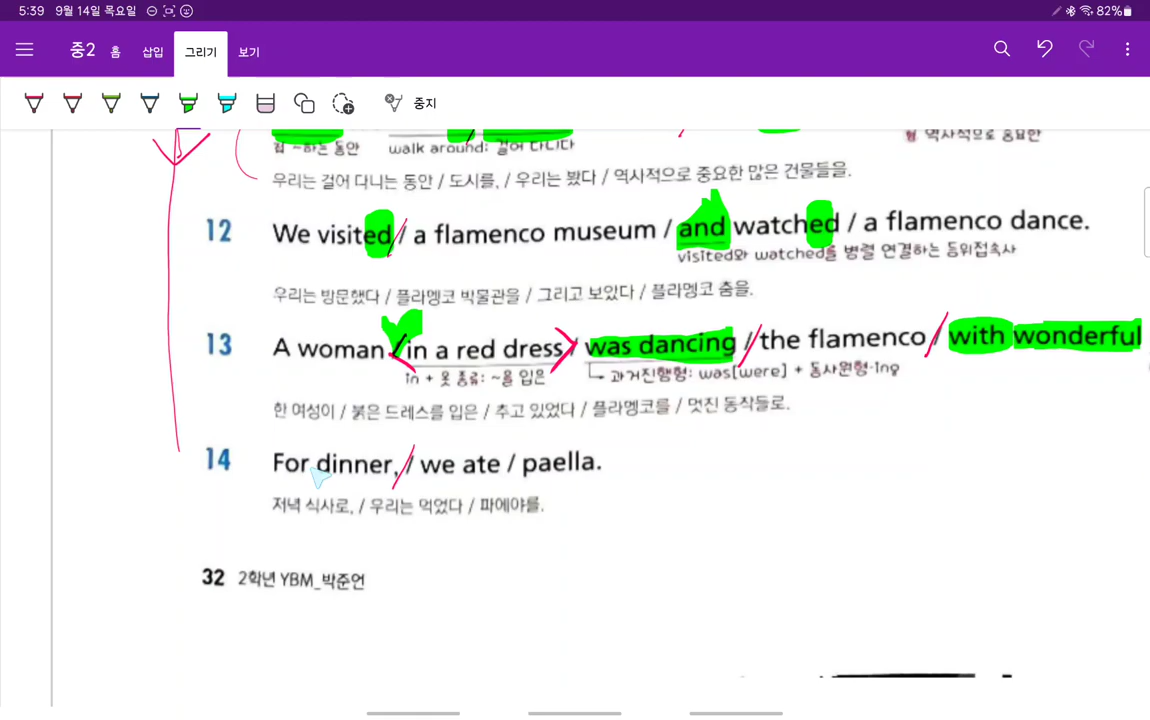 5:39 9월 14일 목요일 82%
중2 홈 삽입 그리기 보기
중지
접 ~하는 동안 walk around: 걸어 다니다 형 역사적으로 중요한
우리는 걸어 다니는 동안 / 도시를, / 우리는 봤다 / 역사적으로 중요한 많은 건물들을.
12 We visited / a flamenco museum / and watched / a flamenco dance.
visited와 watched를 병렬 연결하는 등위접속사
우리는 방문했다 / 플라멩코 박물관을 / 그리고 보았다 / 플라멩코 춤을.
13 A woman / in a red dress / was dancing / the flamenco / with wonderful
in + 옷 종류: ~을 입은 과거진행형: was[were] + 동사원형-ing
한 여성이 / 붉은 드레스를 입은 / 추고 있었다 / 플라멩코를 / 멋진 동작들로.
14 For dinner, / we ate / paella.
저녁 식사로, / 우리는 먹었다 / 파에야를.
32 2학년 YBM_박준언